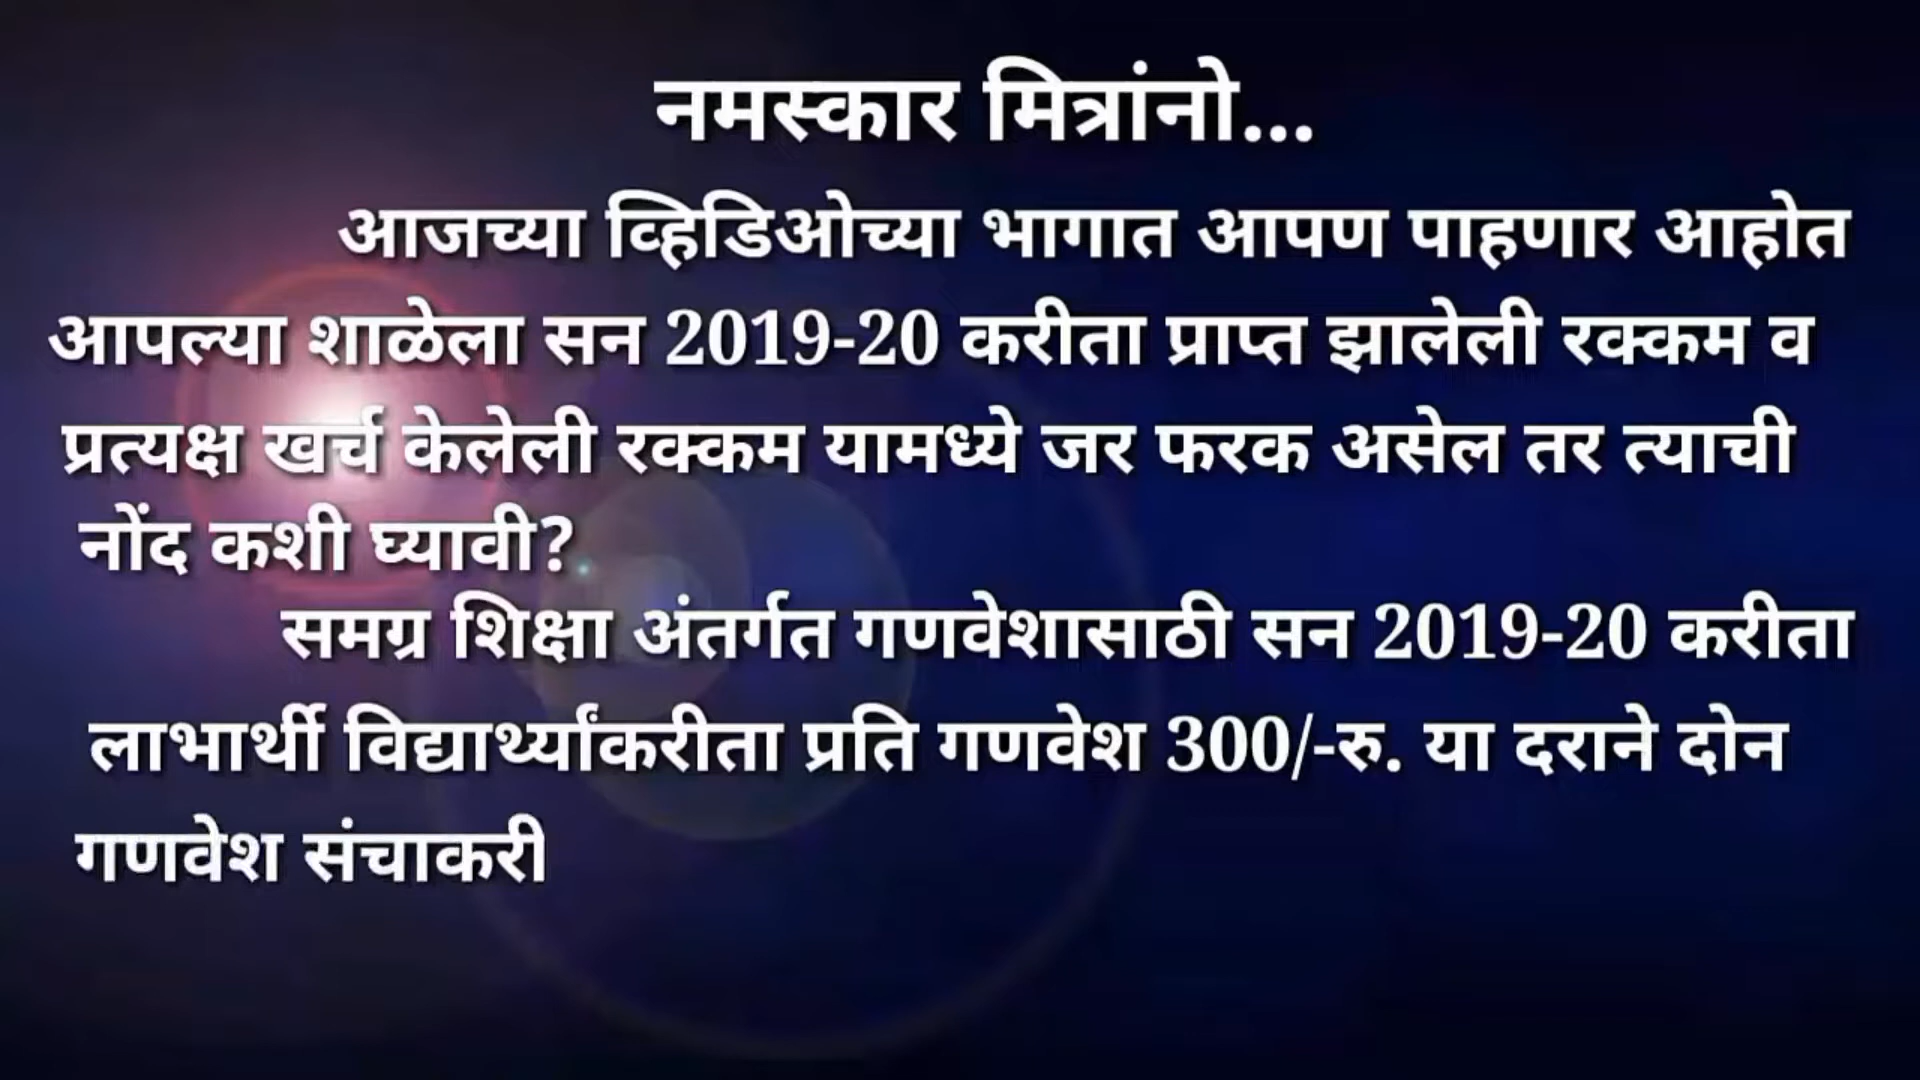 नमस्कार मित्रांनो...
आजच्या व्हिडिओच्या भागात आपण पाहणार आहोत
आपल्या शाळेला सन 2019-20 करीता प्राप्त झालेली रक्कम व
प्रत्यक्ष खर्च केलेली रक्कम यामध्ये जर फरक असेल तर त्याची
नोंद कशी घ्यावी?
समग्र शिक्षा अंतर्गत गणवेशासाठी सन 2019-20 करीता
लाभार्थी विद्यार्थ्यांकरीता प्रति गणवेश 300/-रु. या दराने दोन
गणवेश संचाकरी